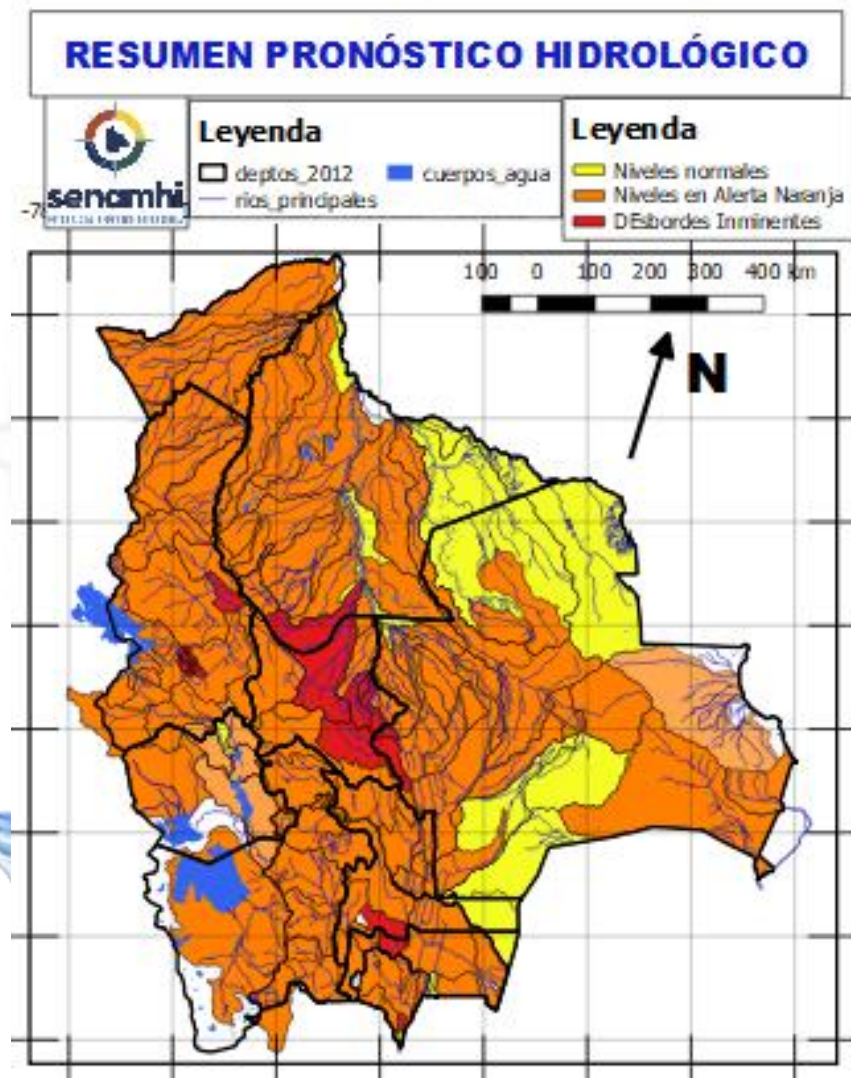 RESUMEN PRONÓSTICO HIDROLÓGICO
senamhi
Leyenda
deptos_2012
cuerpos_agua
rios_principales
Leyenda
Niveles normales
Niveles en Alerta Naranja
DEsbordes Inminentes
100 0 100 200 300 400 km
N